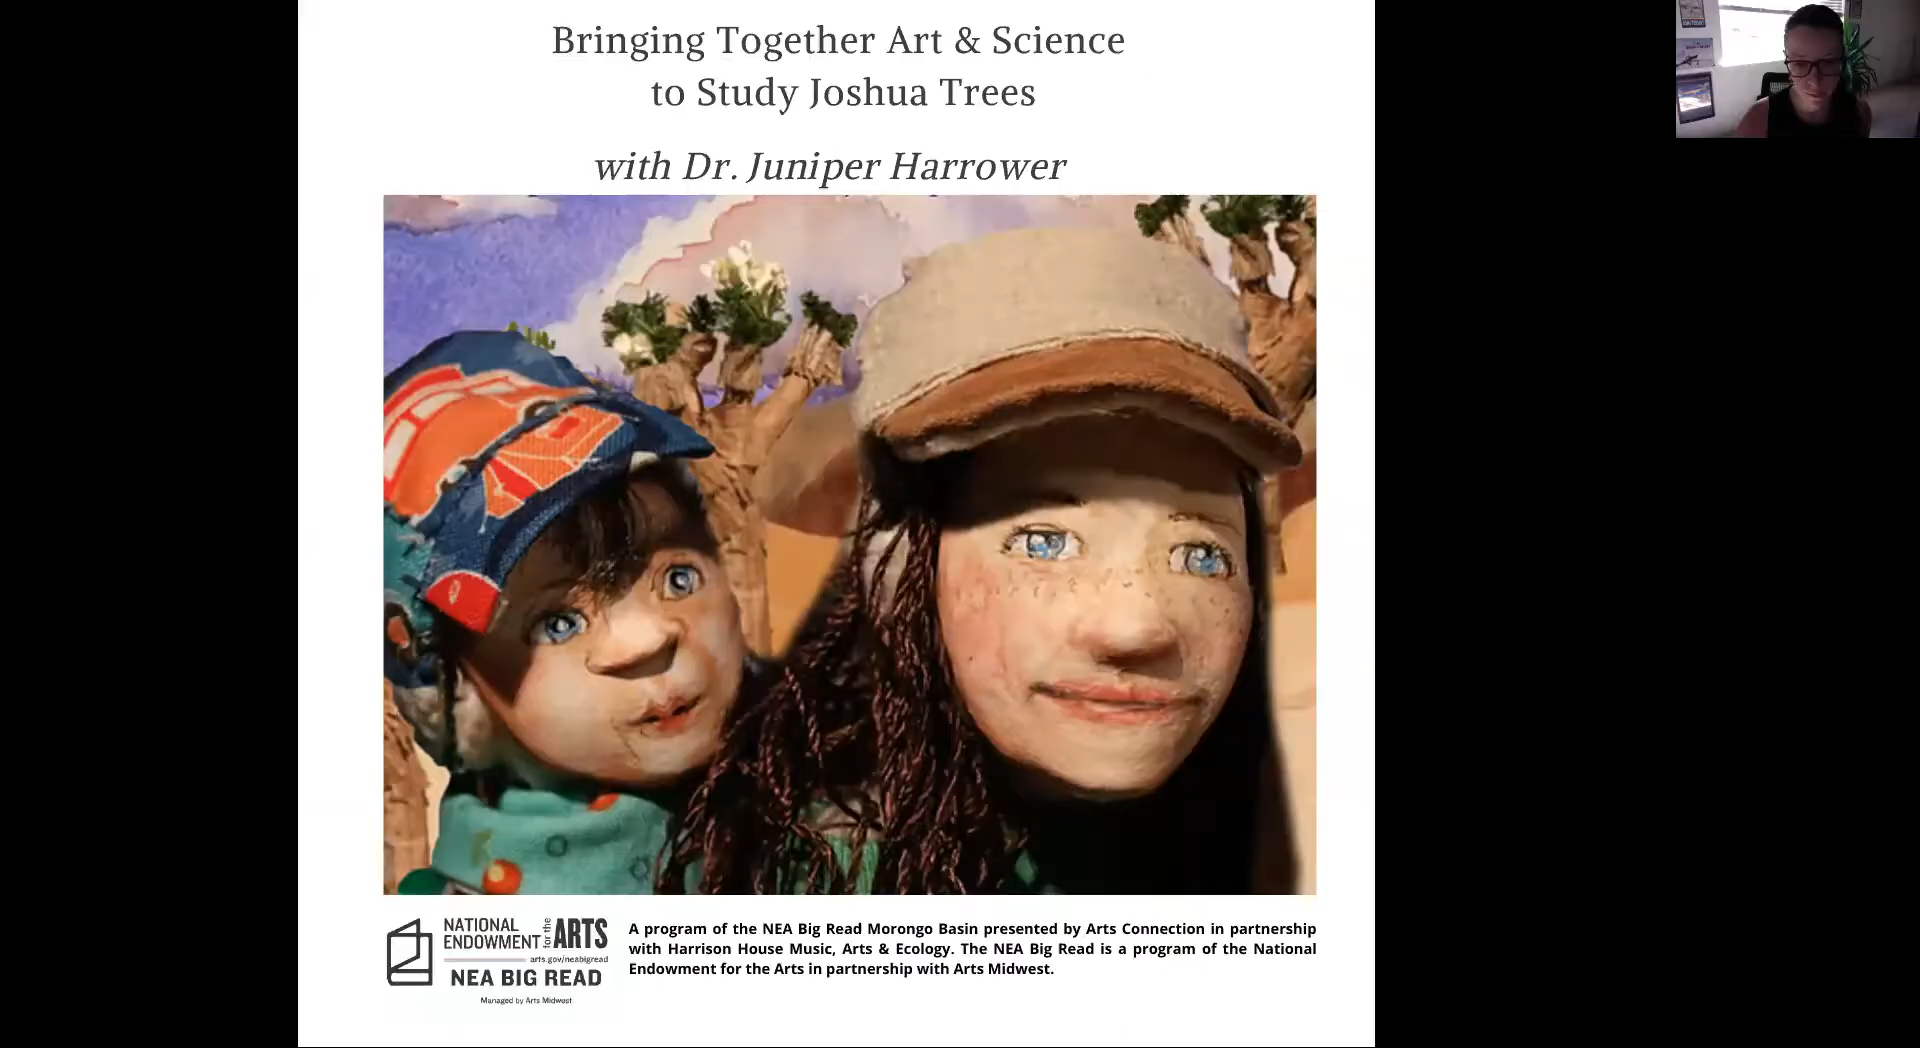 Bringing Together Art & Science
to Study Joshua Trees
with Dr. Juniper Harrower
NATIONAL
ENDOWMENT for the ARTS
arts.gov/neabigread
NEA BIG READ
Managed by Arts Midwest
A program of the NEA Big Read Morongo Basin presented by Arts Connection in partnership
with Harrison House Music, Arts & Ecology. The NEA Big Read is a program of the National
Endowment for the Arts in partnership with Arts Midwest.